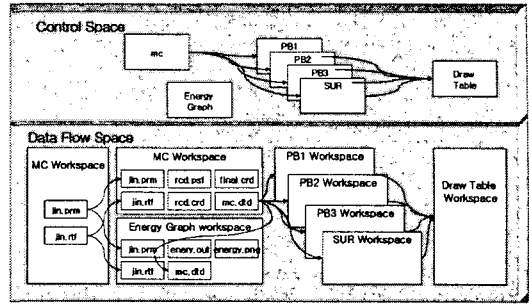 Control Space
mc
PB1
PB2
PB3
SUR
Energy
Graph
Draw
Table
Data Flow Space
MC Workspace
jin.prm
jin.rtf
MC Workspace
jin.prm
rcd.psf
final.crd
jin.rtf
rcd.crd
mc.dtd
Energy Graph workspace
jin.prm
enery.out
energy.png
jin.rtf
mc.dtd
PB1 Workspace
PB2 Workspace
PB3 Workspace
SUR Workspace
Draw Table
Workspace